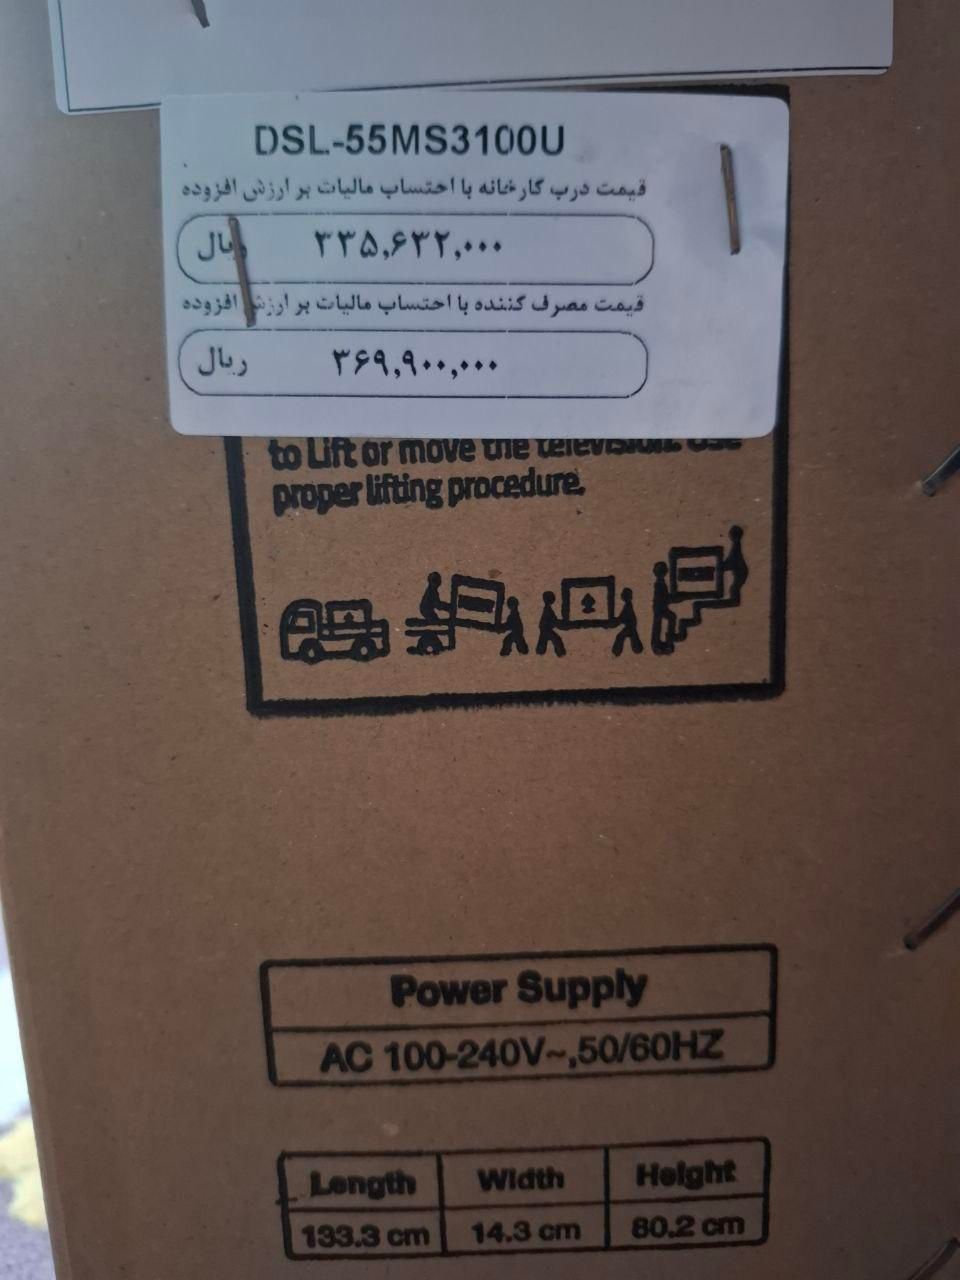 DSL-55MS3100U
قیمت درب کارخانه با احتساب مالیات بر ارزش افزوده
۳۳۵,۶۳۲,۰۰۰ ریال
قیمت مصرف کننده با احتساب مالیات بر ارزش افزوده
۳۶۹,۹۰۰,۰۰۰ ریال
to Lift or move the television. Use
proper lifting procedure.
Power Supply
AC 100-240V~,50/60HZ
Length Width Height
133.3 cm 14.3 cm 80.2 cm